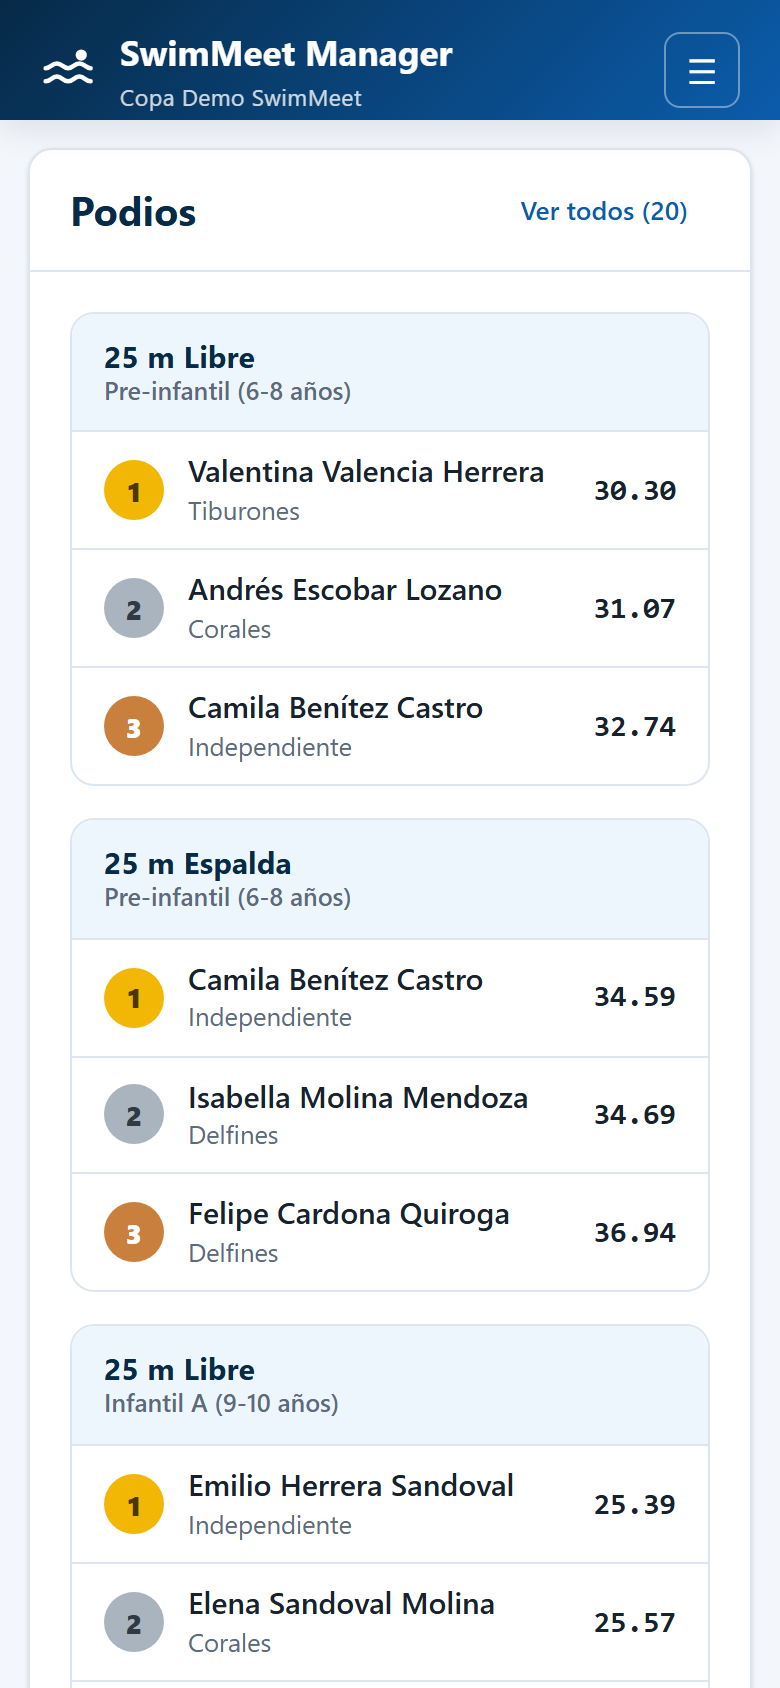 SwimMeet Manager
Copa Demo SwimMeet
Podios
Ver todos (20)
25 m Libre
Pre-infantil (6-8 años)
1
Valentina Valencia Herrera
Tiburones
30.30
2
Andrés Escobar Lozano
Corales
31.07
3
Camila Benítez Castro
Independiente
32.74
25 m Espalda
Pre-infantil (6-8 años)
1
Camila Benítez Castro
Independiente
34.59
2
Isabella Molina Mendoza
Delfines
34.69
3
Felipe Cardona Quiroga
Delfines
36.94
25 m Libre
Infantil A (9-10 años)
1
Emilio Herrera Sandoval
Independiente
25.39
2
Elena Sandoval Molina
Corales
25.57